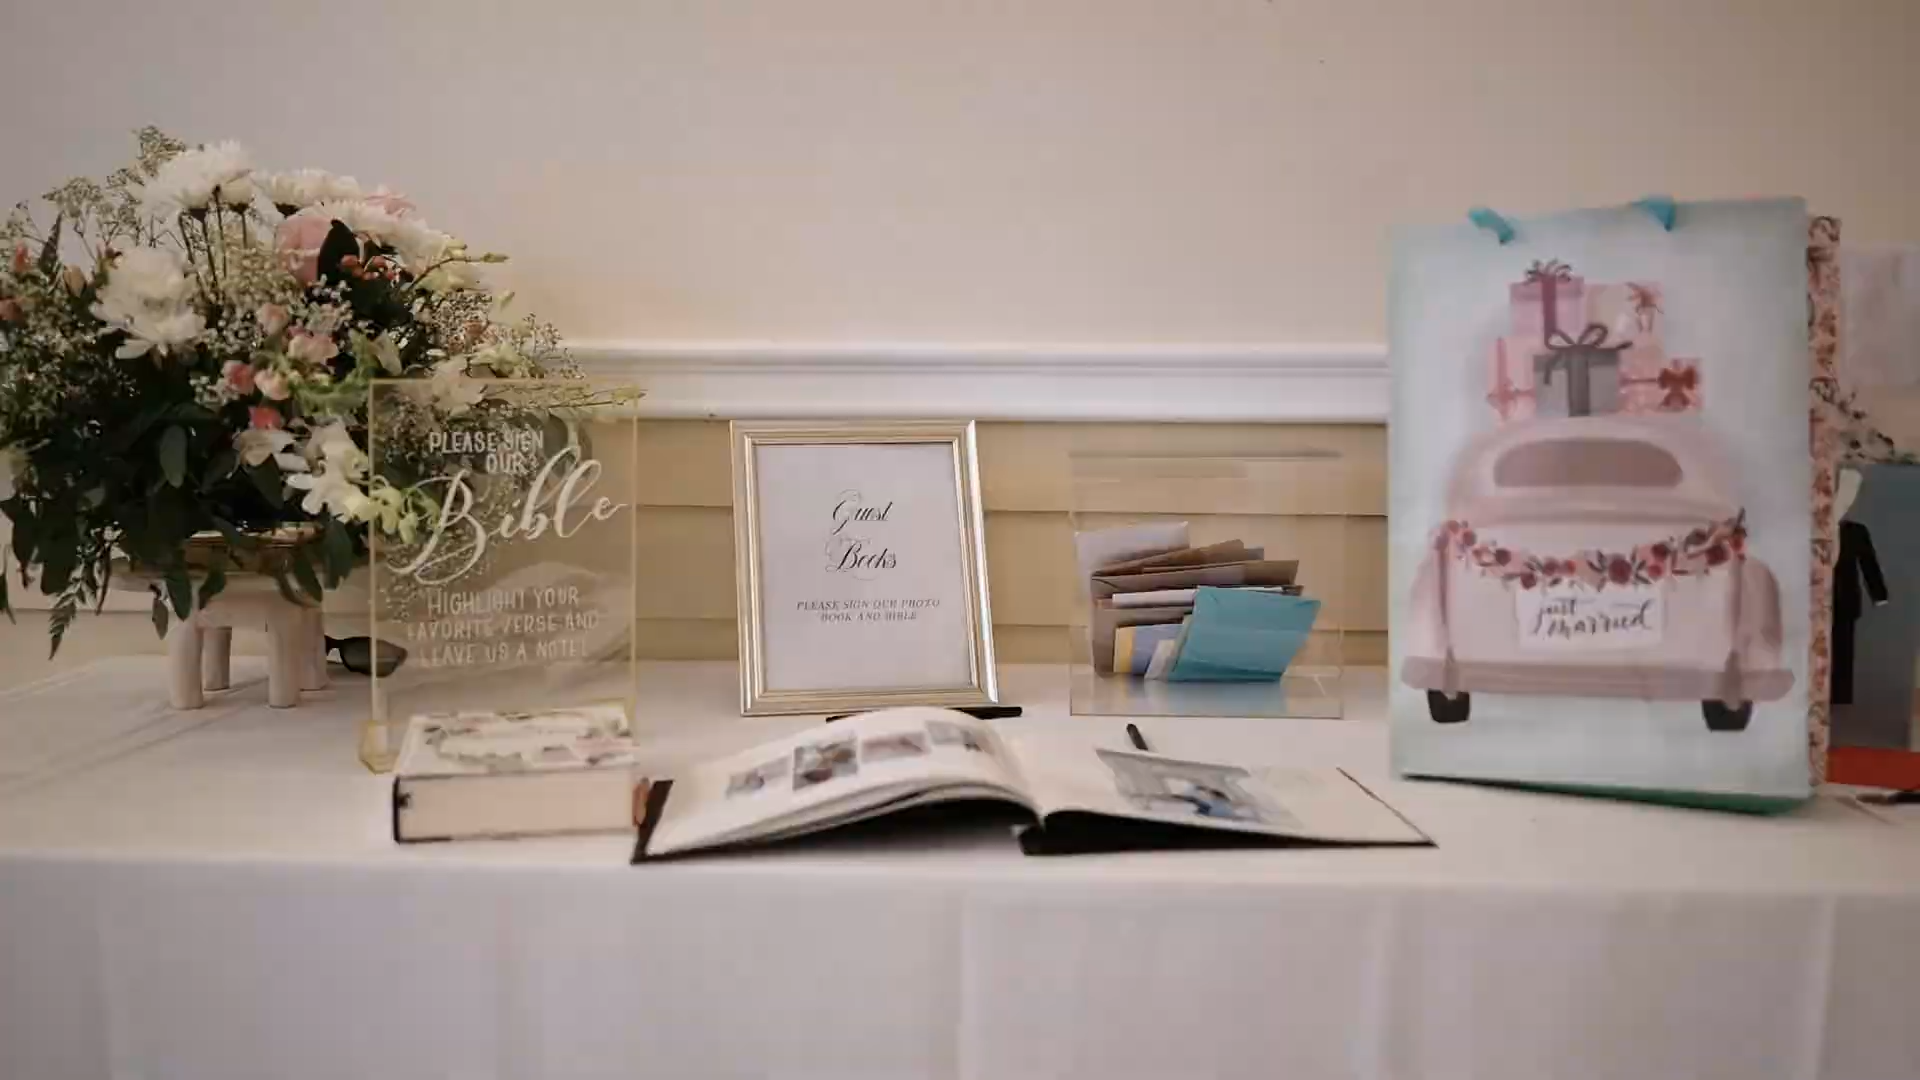 PLEASE SIGN
OUR
Bible
HIGHLIGHT YOUR
FAVORITE VERSE AND
LEAVE US A NOTE!
Guest
Books
PLEASE SIGN OUR PHOTO
BOOK AND BIBLE
just
married